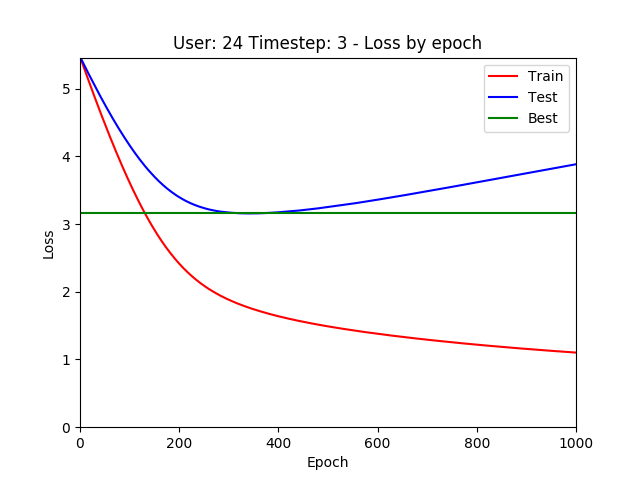 User: 24 Timestep: 3 - Loss by epoch
Train
Test
Best
5
4
3
2
1
0
Loss
0 200 400 600 800 1000
Epoch